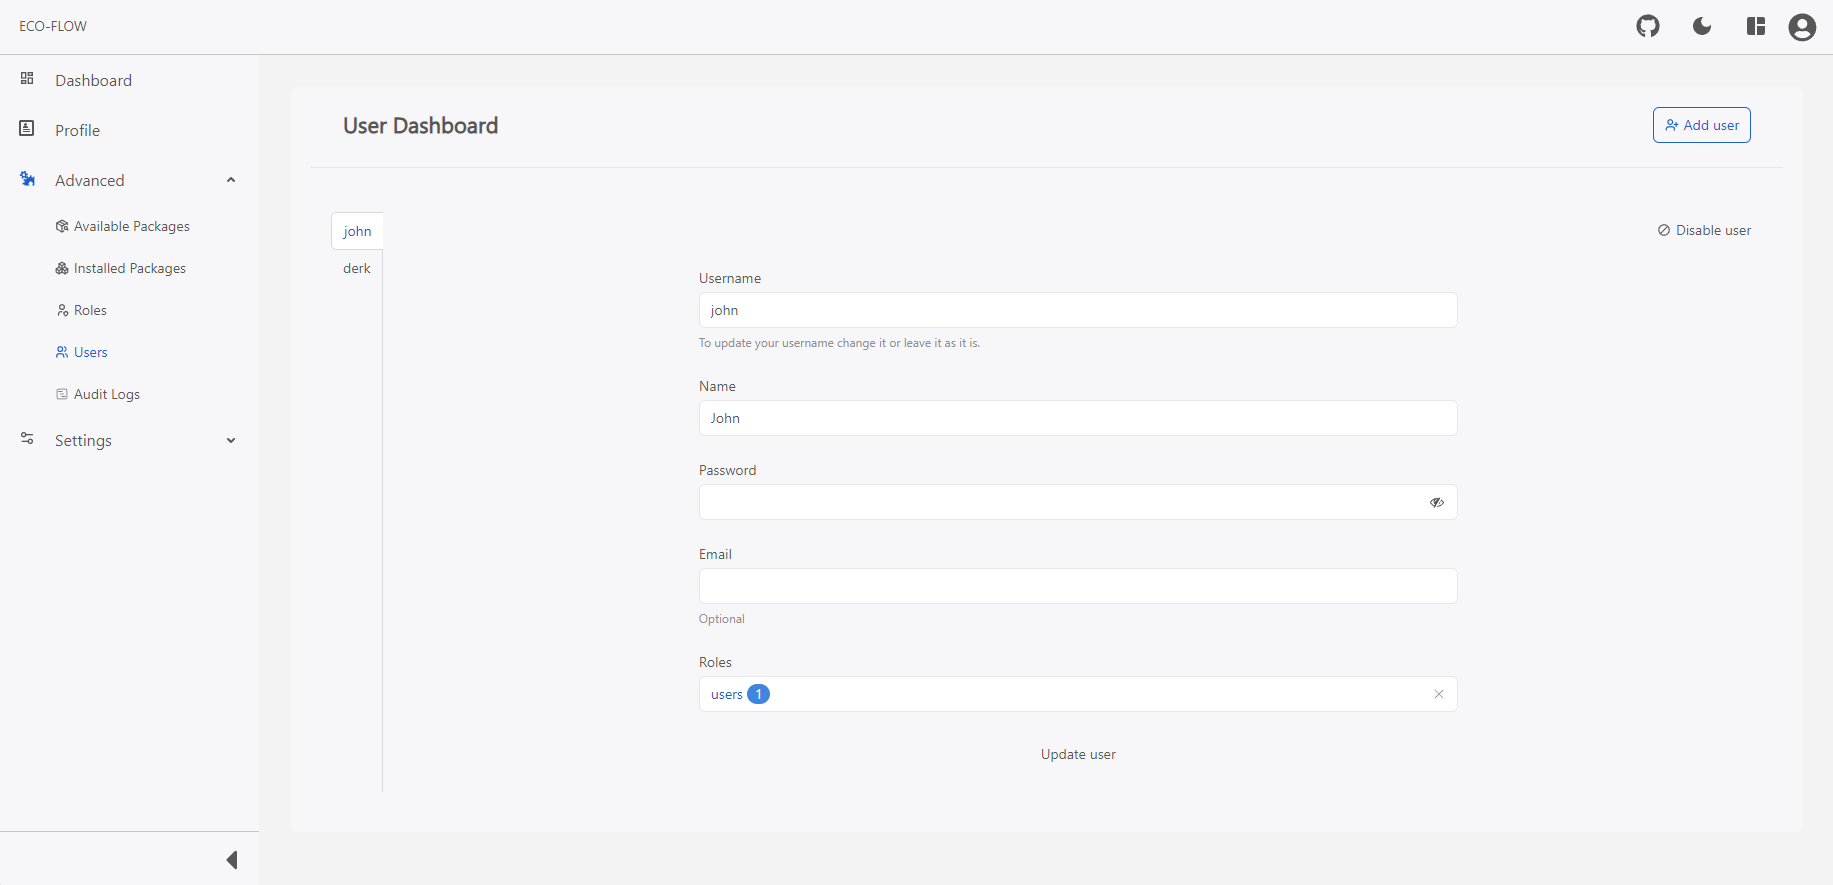 ECO-FLOW
Dashboard
Profile
Advanced
Available Packages
Installed Packages
Roles
Users
Audit Logs
Settings
User Dashboard
Add user
john
derk
Disable user
Username
john
To update your username change it or leave it as it is.
Name
John
Password
Email
Optional
Roles
users 1
Update user